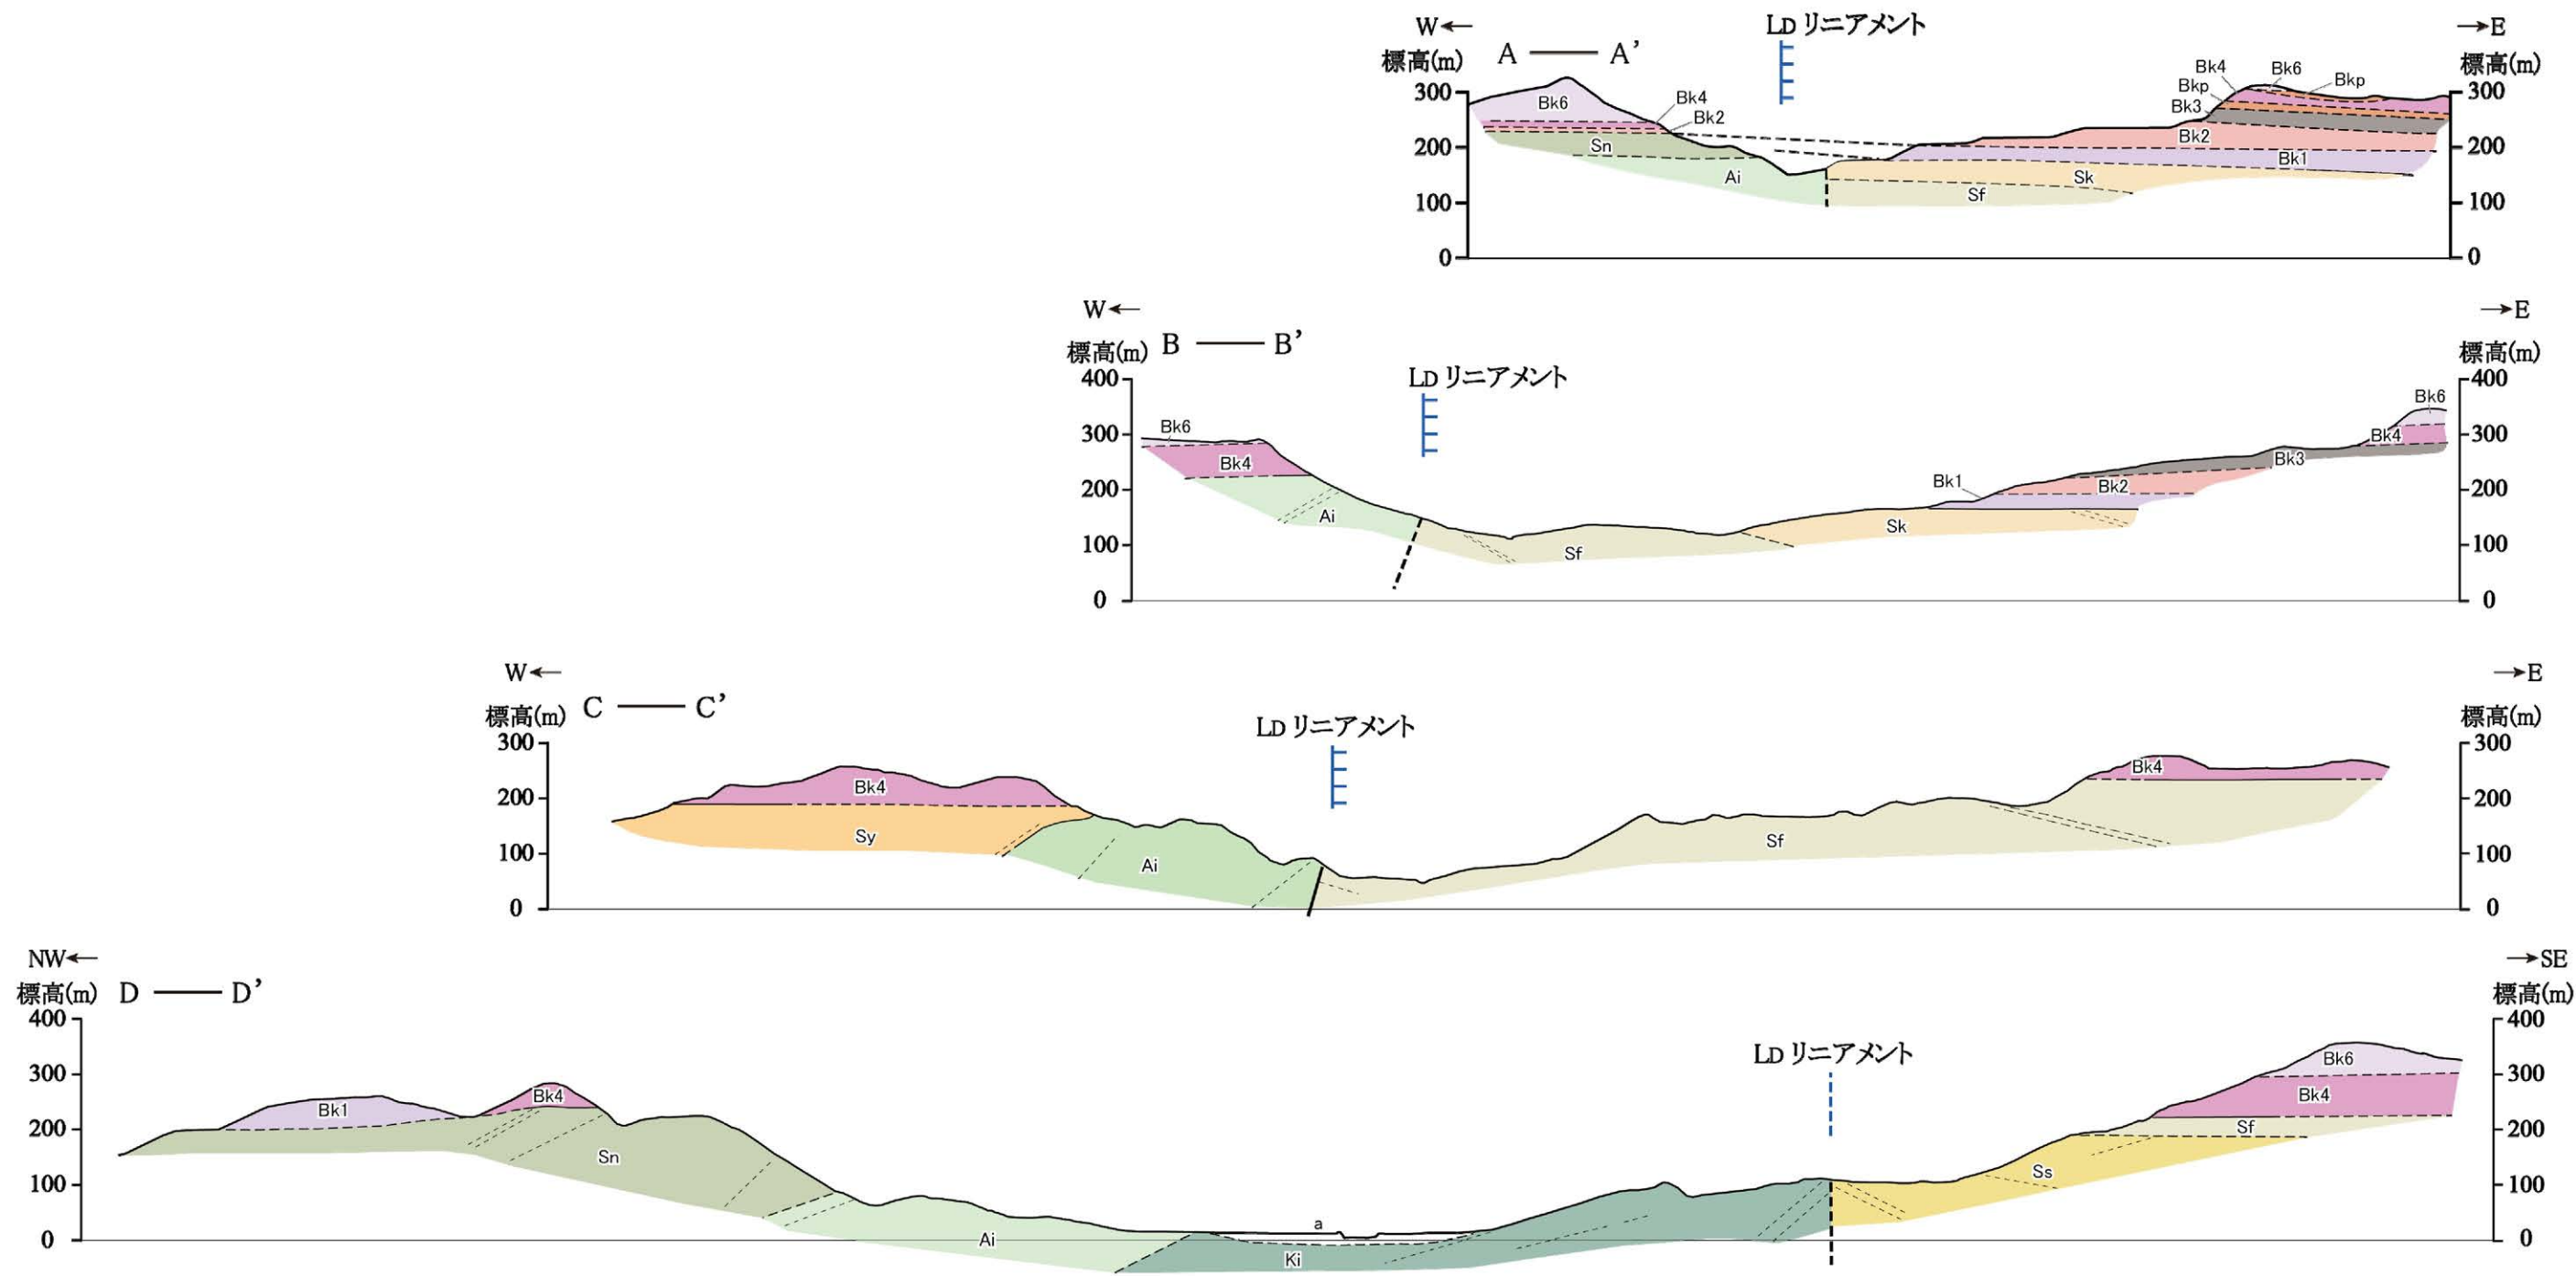 W← LD リニアメント →E
標高(m) A A’ 標高(m)
300 300
200 200
100 100
0 0
Bk6 Bk4 Bk2 Sn Ai
Bk4 Bk6 Bkp
Bkp
Bk3
Bk2
Bk1
Sk
Sf
W← →E
標高(m) B B’ 標高(m)
LD リニアメント
400 400
300 300
200 200
100 100
0 0
Bk6
Bk4
Ai
Sf
Sk
Bk1
Bk2
Bk3
Bk4
Bk6
W← →E
標高(m) C C’ 標高(m)
LD リニアメント
300 300
200 200
100 100
0 0
Bk4
Sy
Ai
Sf
Bk4
NW← →SE
標高(m) D D’ 標高(m)
LD リニアメント
400 400
300 300
200 200
100 100
0 0
Bk1
Bk4
Sn
Ai
a
Ki
Ss
Sf
Bk4
Bk6